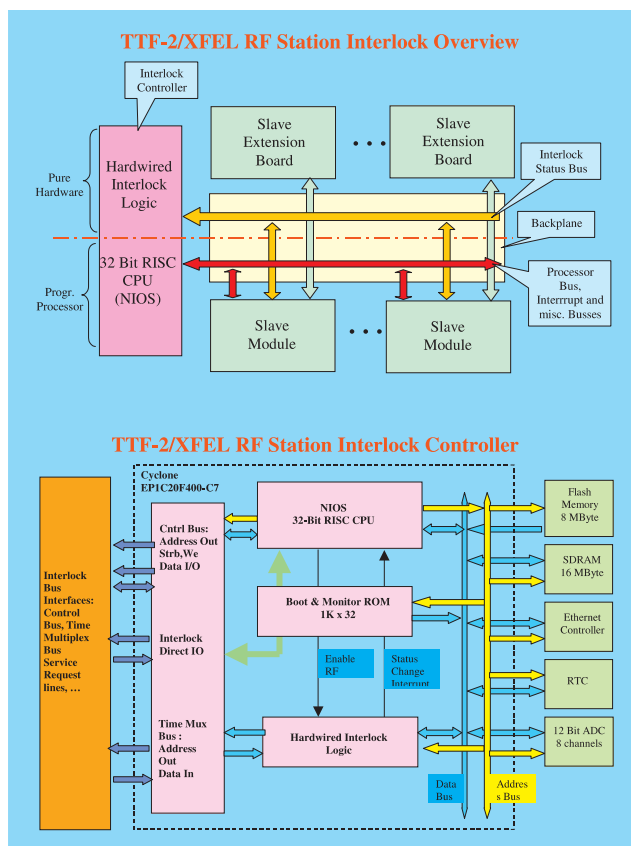 TTF-2/XFEL RF Station Interlock Overview
Interlock
Controller
Pure
Hardware
Hardwired
Interlock
Logic
Slave
Extension
Board
• • •
Slave
Extension
Board
Interlock
Status Bus
Backplane
Progr.
Processor
32 Bit RISC
CPU
(NIOS)
Slave
Module
• • •
Slave
Module
Processor
Bus,
Interrrupt and
misc. Busses
TTF-2/XFEL RF Station Interlock Controller
Cyclone
EP1C20F400-C7
Interlock
Bus
Interfaces:
Control
Bus, Time
Multiplex
Bus
Service
Request
lines, …
Cntrl Bus:
Address Out
Strb,We
Data I/O
Interlock
Direct IO
Time Mux
Bus :
Address
Out
Data In
NIOS
32-Bit RISC CPU
Boot & Monitor ROM
1K x 32
Enable
RF
Status
Change
Interrupt
Hardwired Interlock
Logic
Data
Bus
Addres
s Bus
Flash
Memory
8 MByte
SDRAM
16 MByte
Ethernet
Controller
RTC
12 Bit ADC
8 channels